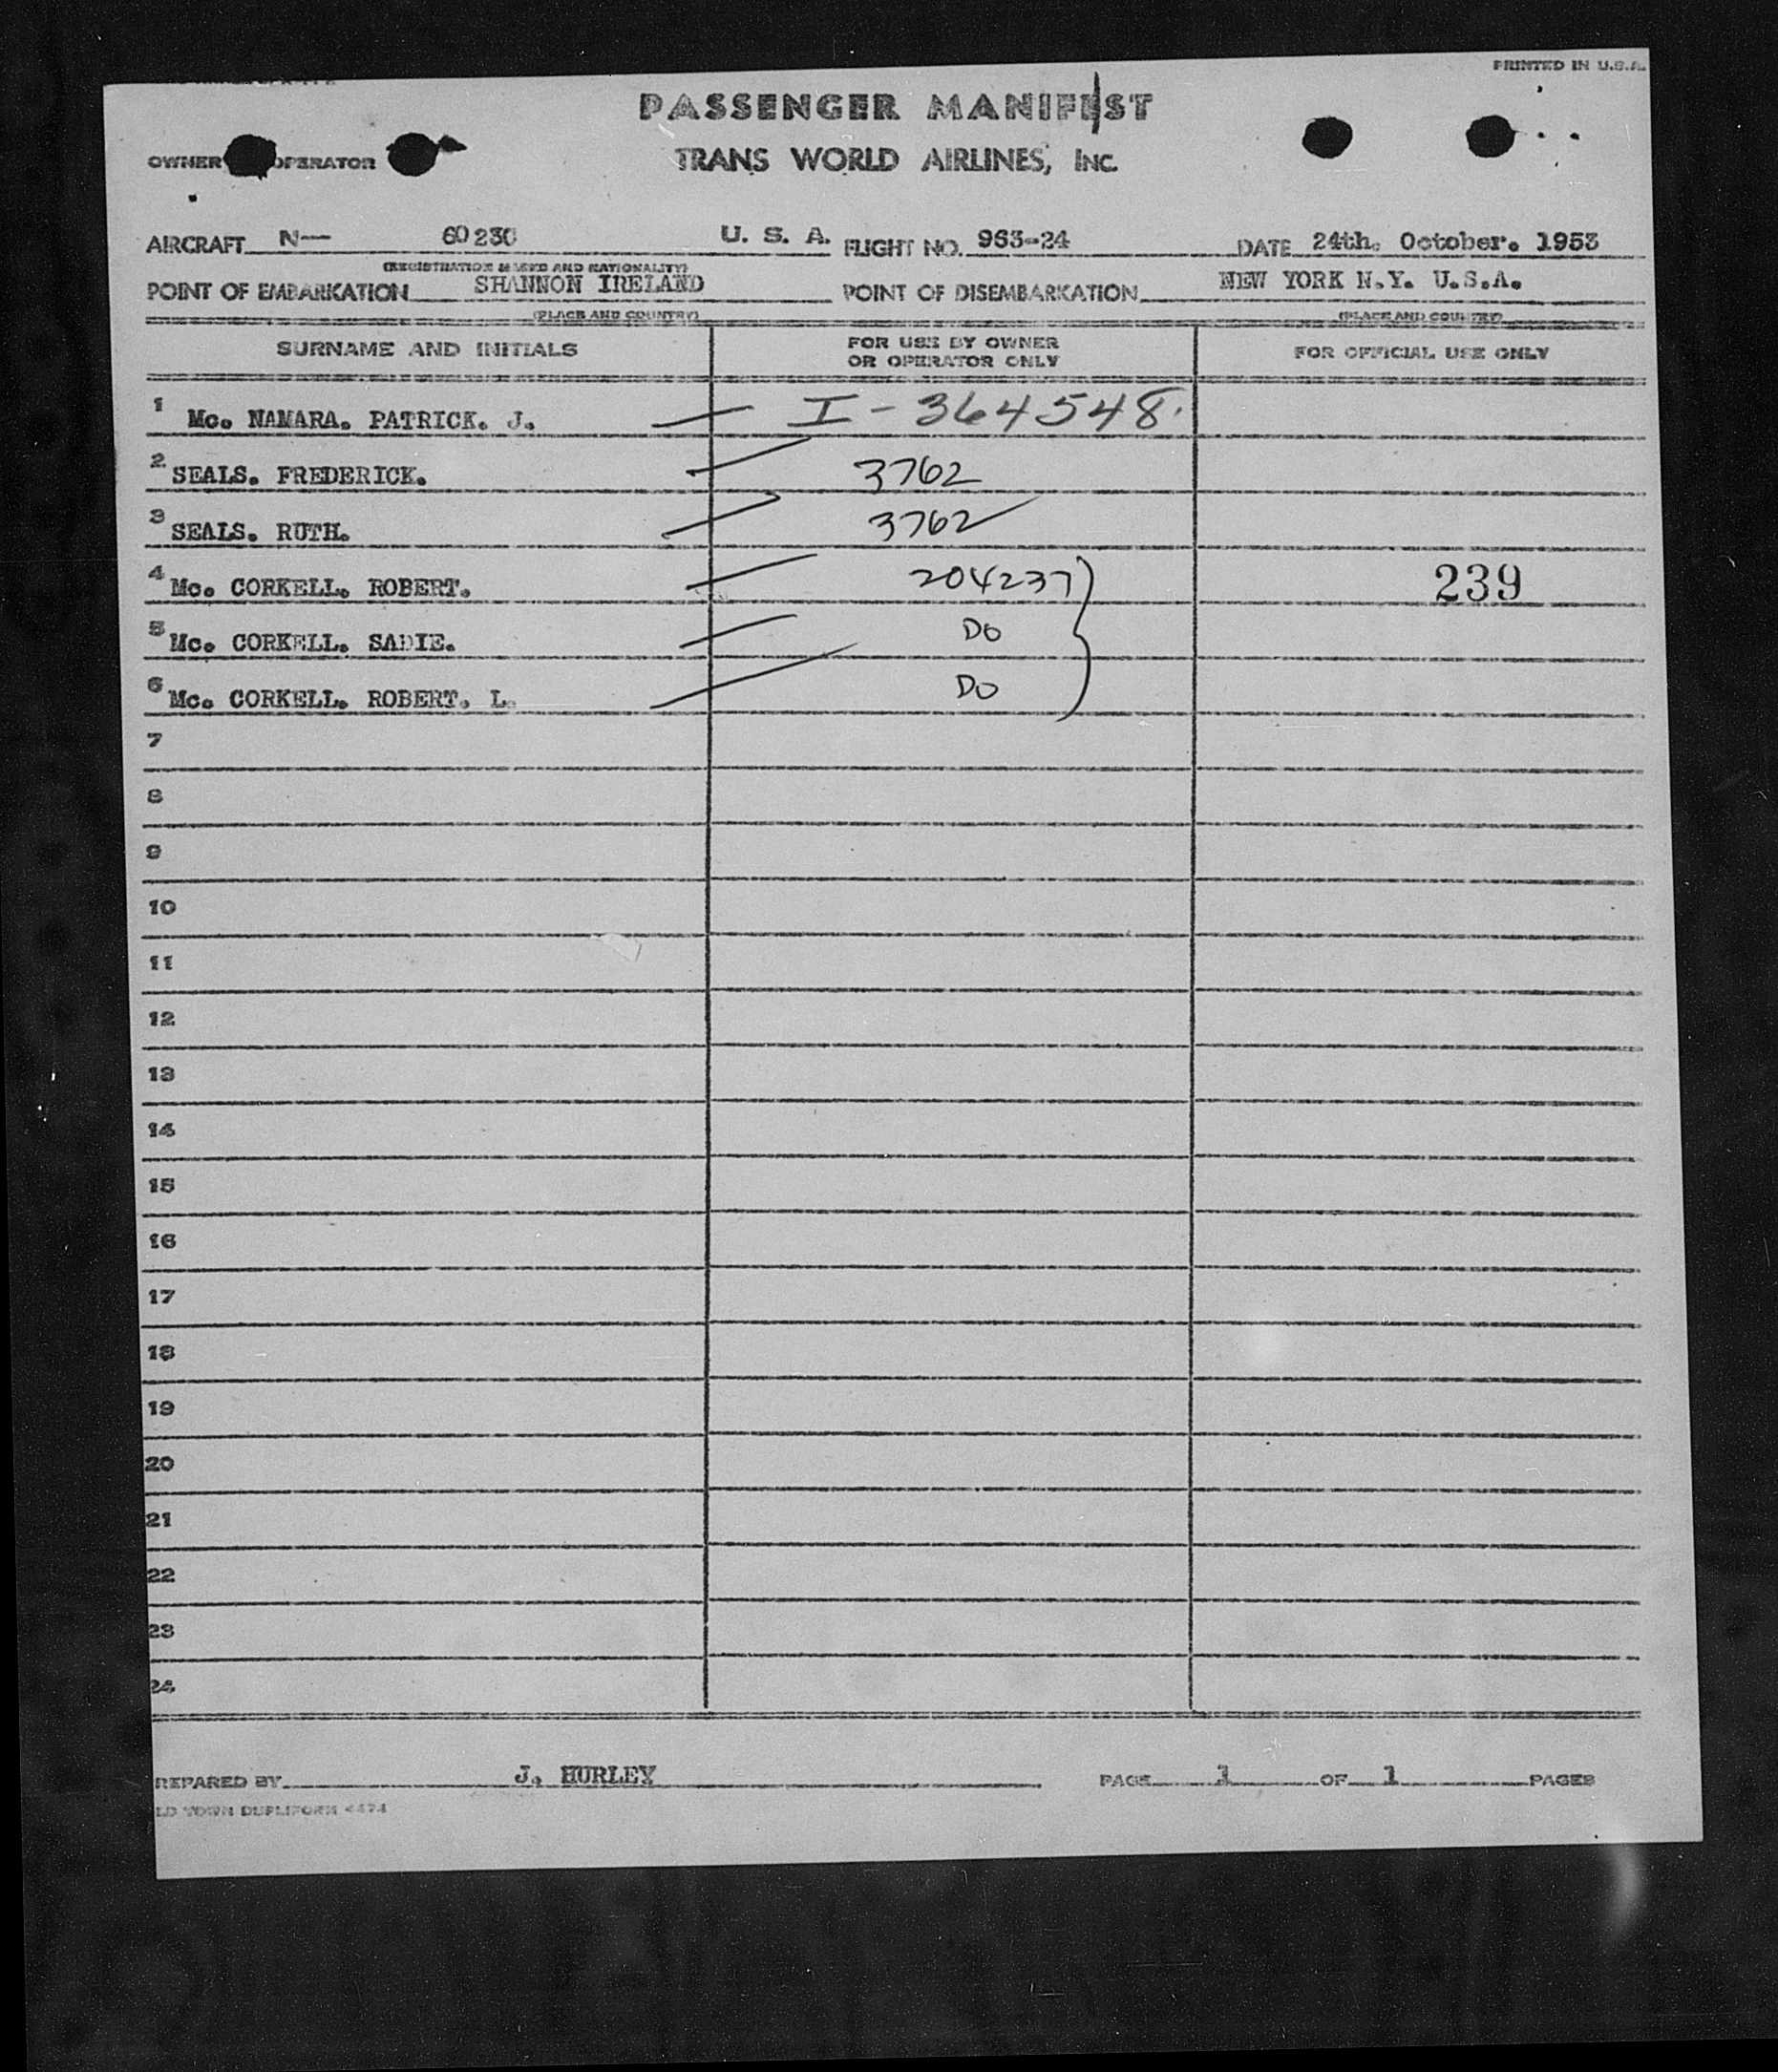 PRINTED IN U.S.A.
PASSENGER MANIFEST
OWNER OPERATOR
TRANS WORLD AIRLINES, INC.
AIRCRAFT N— 60230 U. S. A. FLIGHT NO. 963-24 DATE 24th. October. 1953
(REGISTRATION MARKS AND NATIONALITY)
POINT OF EMBARKATION SHANNON IRELAND POINT OF DISEMBARKATION NEW YORK N.Y. U.S.A.
(PLACE AND COUNTRY) (PLACE AND COUNTRY)
SURNAME AND INITIALS FOR USE BY OWNER OR OPERATOR ONLY FOR OFFICIAL USE ONLY
1 Mc. NAMARA. PATRICK. J. I-364548.
2 SEALS. FREDERICK. 3762
3 SEALS. RUTH. 3762
4 Mc. CORKELL. ROBERT. 204237 239
5 Mc. CORKELL. SADIE. DO
6 Mc. CORKELL. ROBERT. L. DO
7
8
9
10
11
12
13
14
15
16
17
18
19
20
21
22
23
24
REPARED BY J. HURLEY PAGE 1 OF 1 PAGES
LD TOWN DUPLIFORM 4474